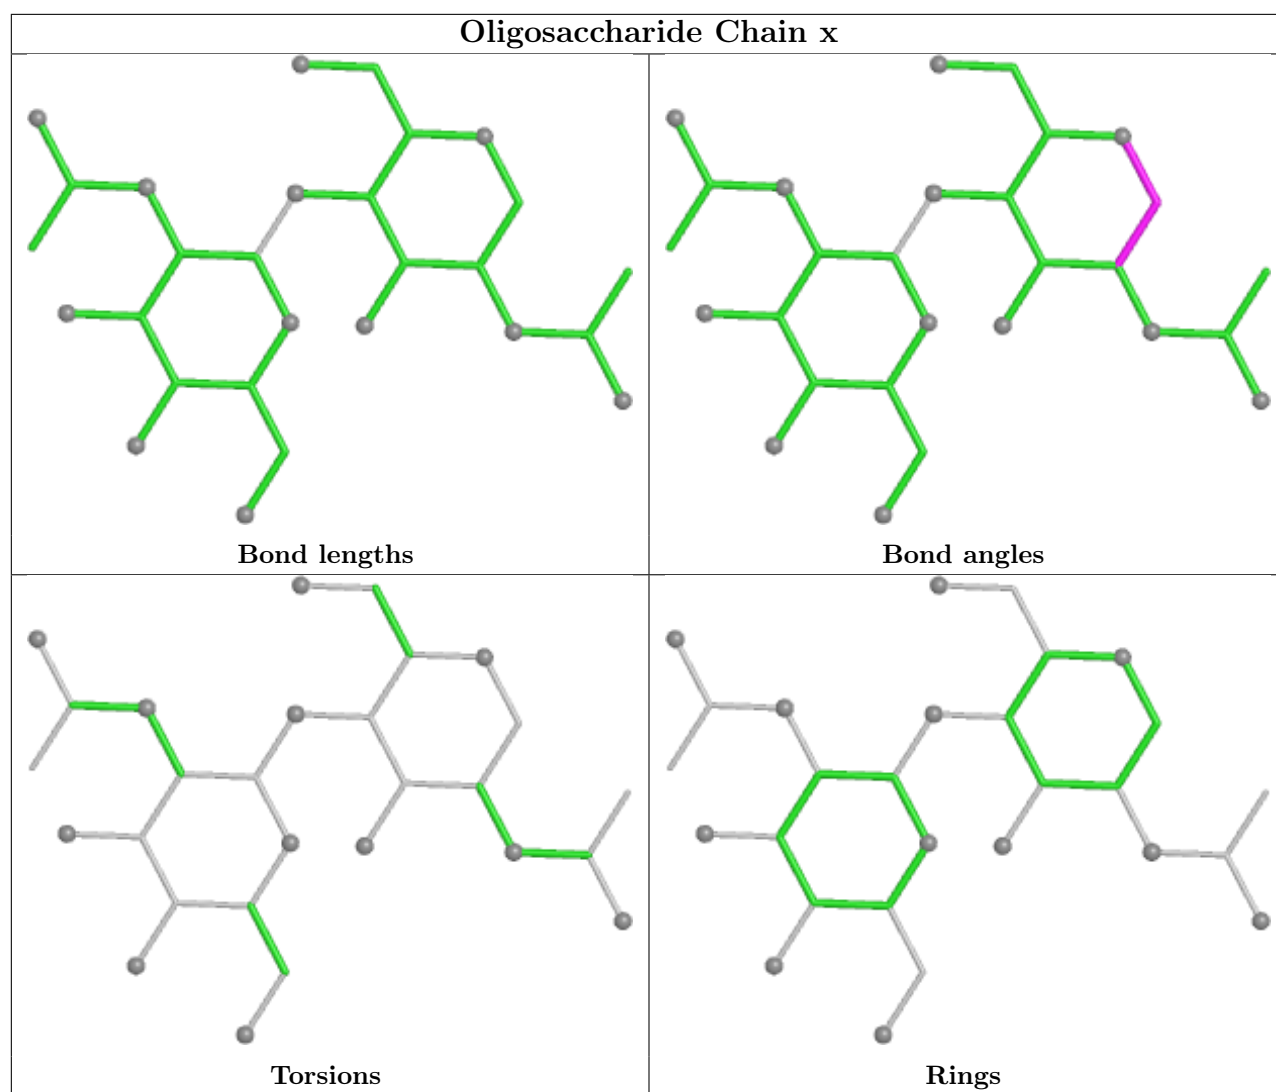 Oligosaccharide Chain x
Bond lengths
Bond angles
Torsions
Rings